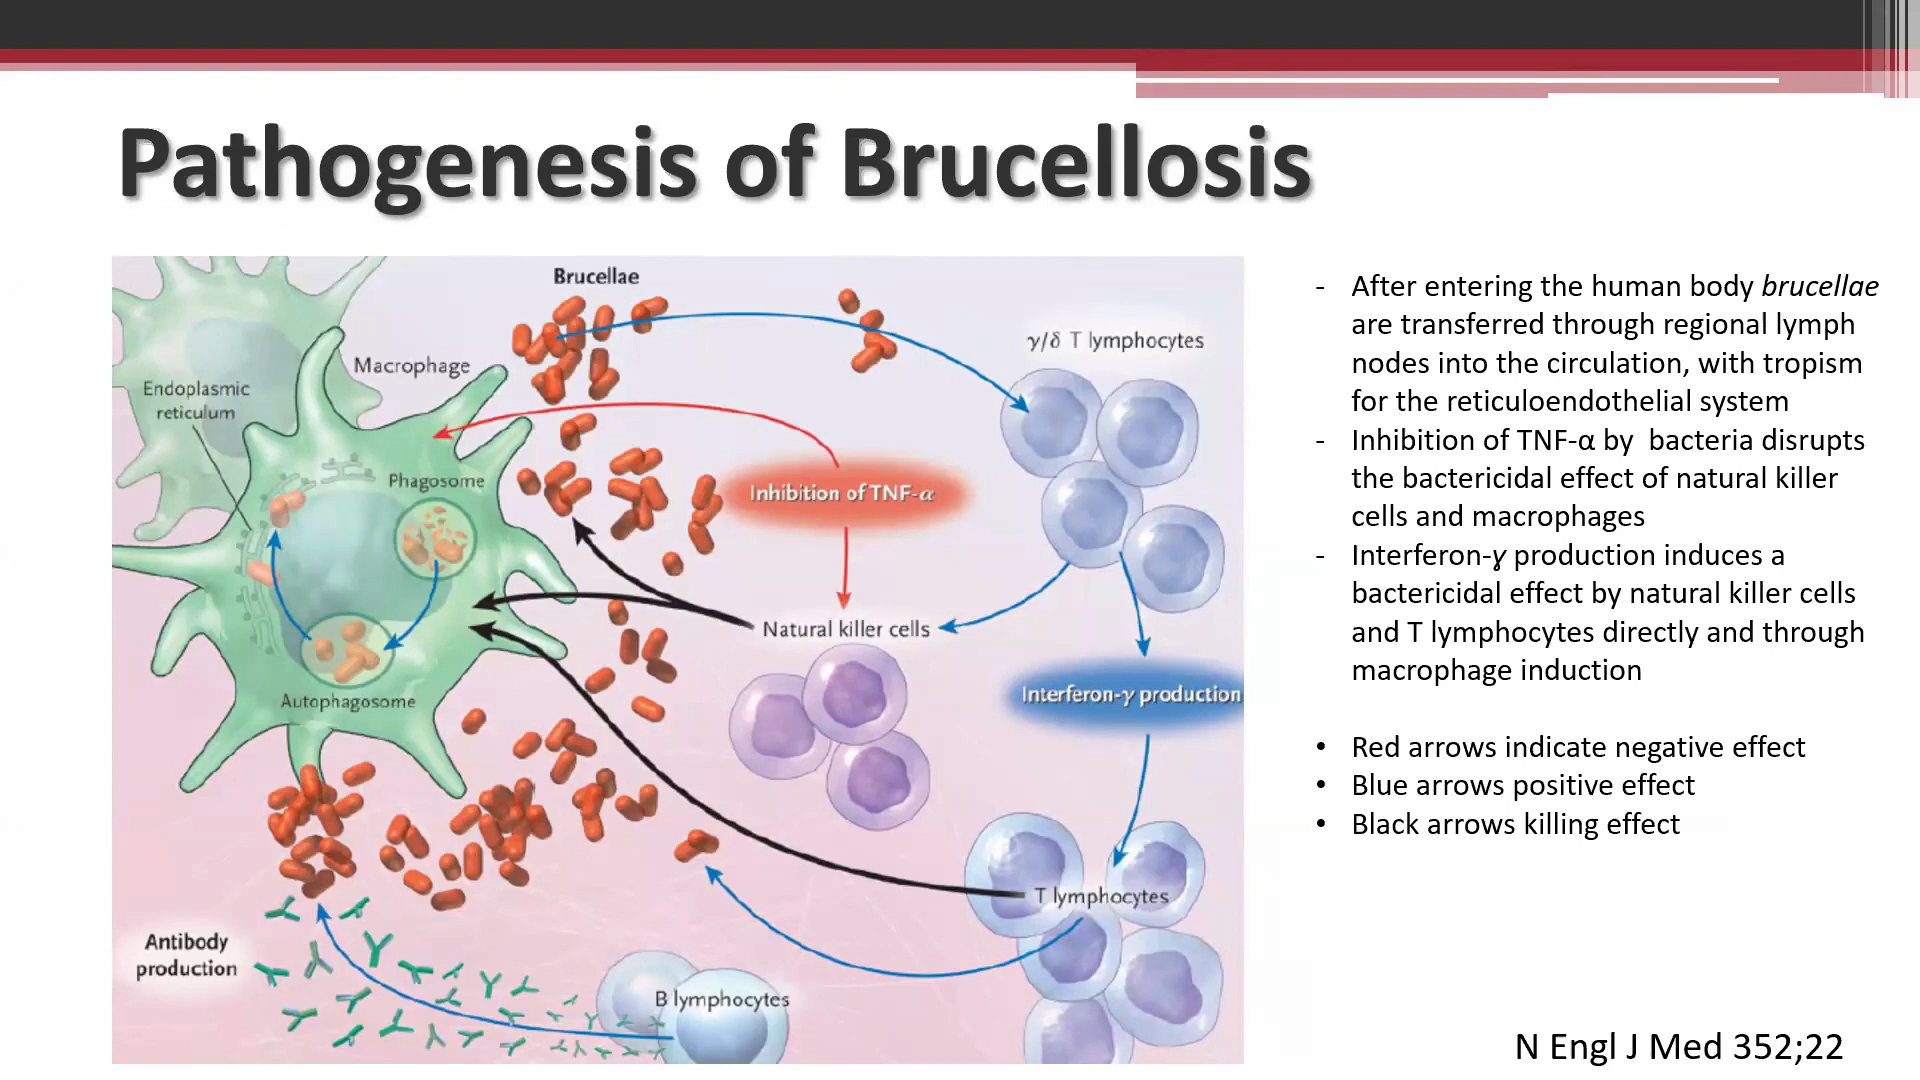 Pathogenesis of Brucellosis
Brucellae
γ/δ T lymphocytes
Macrophage
Endoplasmic
reticulum
Phagosome
Inhibition of TNF-α
Natural killer cells
Interferon-γ production
Autophagosome
T lymphocytes
Antibody
production
B lymphocytes
- After entering the human body brucellae
are transferred through regional lymph
nodes into the circulation, with tropism
for the reticuloendothelial system
- Inhibition of TNF-α by bacteria disrupts
the bactericidal effect of natural killer
cells and macrophages
- Interferon-ɣ production induces a
bactericidal effect by natural killer cells
and T lymphocytes directly and through
macrophage induction
• Red arrows indicate negative effect
• Blue arrows positive effect
• Black arrows killing effect
N Engl J Med 352;22